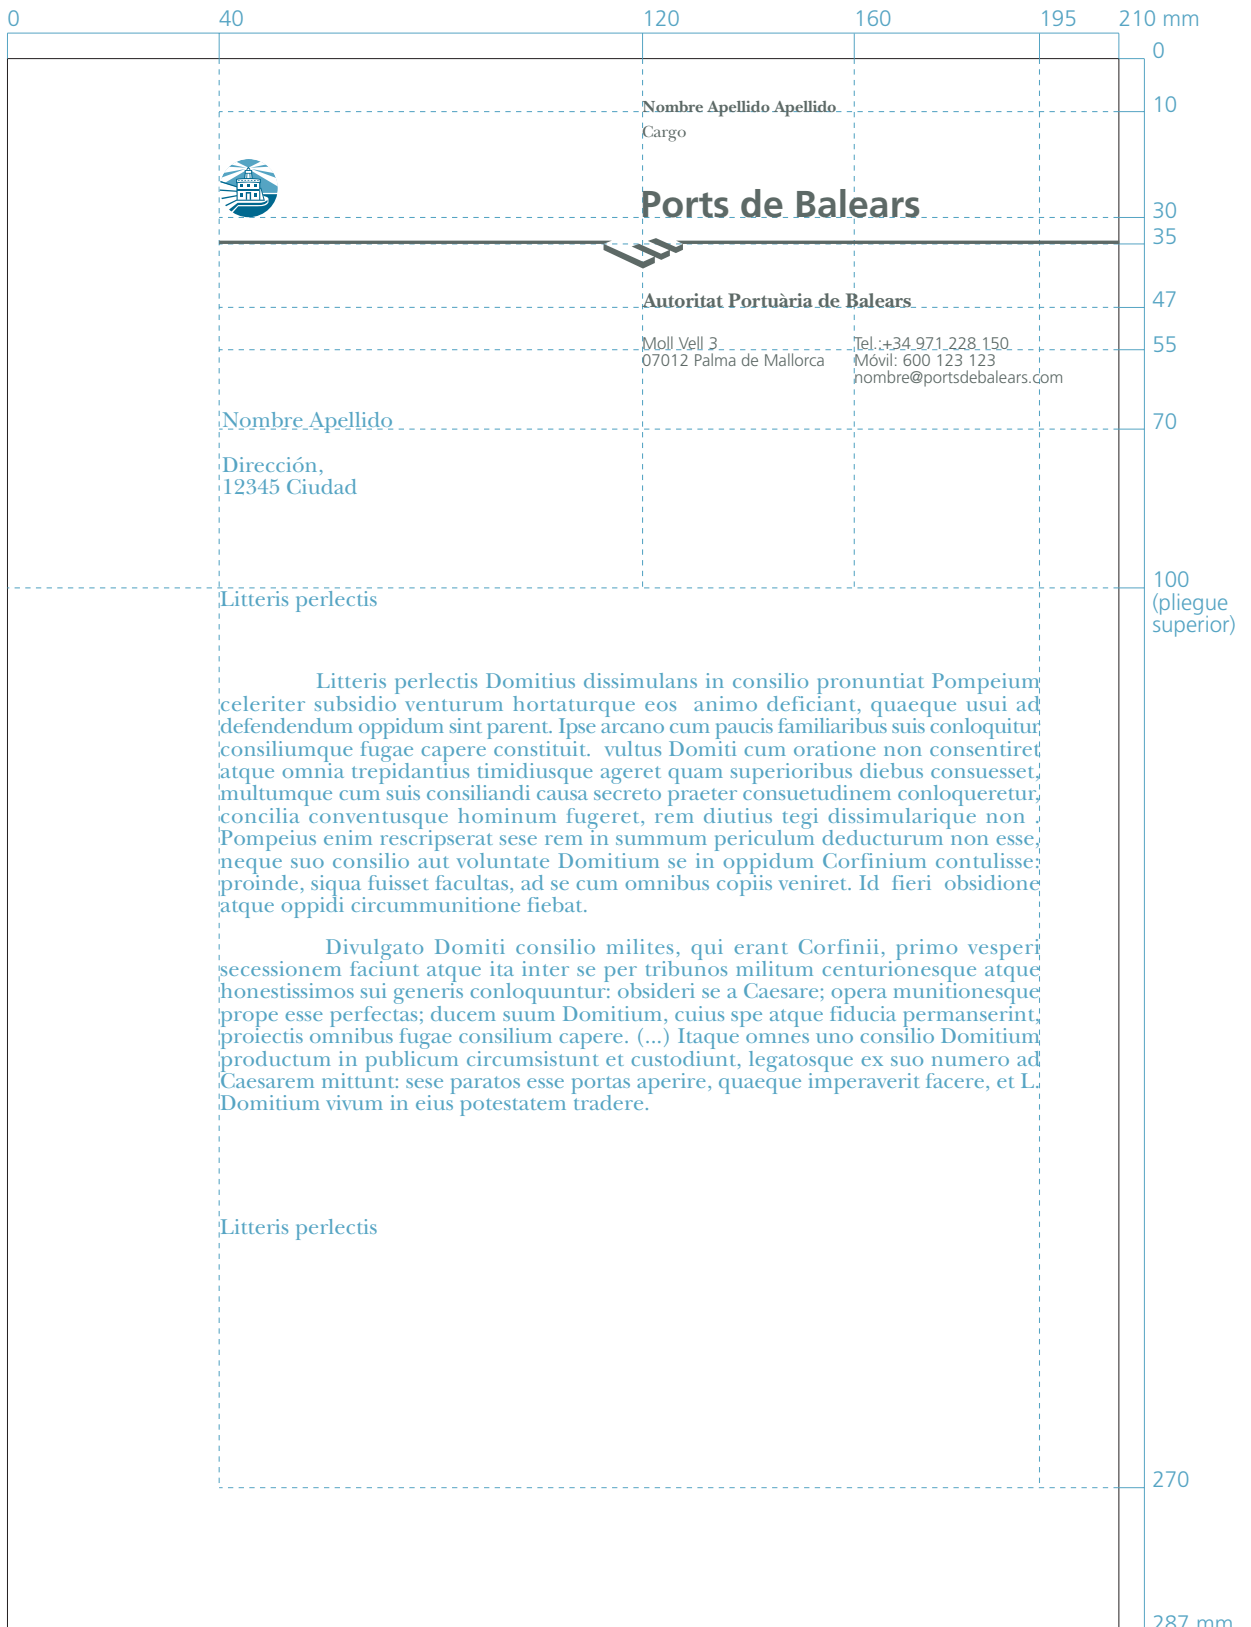 0 40 120 160 195 210 mm
0
Nombre Apellido Apellido
10
Cargo
Ports de Balears
30
35
Autoritat Portuària de Balears
47
Moll Vell 3
Tel.:+34 971 228 150
55
07012 Palma de Mallorca
Móvil: 600 123 123
nombre@portsdebalears.com
Nombre Apellido
70
Dirección,
12345 Ciudad
100
(pliegue
superior)
Litteris perlectis
Litteris perlectis Domitius dissimulans in consilio pronuntiat Pompeium
celeriter subsidio venturum hortaturque eos animo deficiant, quaeque usui ad
defendendum oppidum sint parent. Ipse arcano cum paucis familiaribus suis conloquitur
consiliumque fugae capere constituit. vultus Domiti cum oratione non consentiret
atque omnia trepidantius timidiusque ageret quam superioribus diebus consuesset,
multumque cum suis consiliandi causa secreto praeter consuetudinem conloqueretur,
concilia conventusque hominum fugeret, rem diutius tegi dissimularique non .
Pompeius enim rescripserat sese rem in summum periculum deducturum non esse,
neque suo consilio aut voluntate Domitium se in oppidum Corfinium contulisse:
proinde, siqua fuisset facultas, ad se cum omnibus copiis veniret. Id fieri obsidione
atque oppidi circummunitione fiebat.
Divulgato Domiti consilio milites, qui erant Corfinii, primo vesperi
secessionem faciunt atque ita inter se per tribunos militum centurionesque atque
honestissimos sui generis conloquuntur: obsideri se a Caesare; opera munitionesque
prope esse perfectas; ducem suum Domitium, cuius spe atque fiducia permanserint,
proiectis omnibus fugae consilium capere. (...) Itaque omnes uno consilio Domitium
productum in publicum circumsistunt et custodiunt, legatosque ex suo numero ad
Caesarem mittunt: sese paratos esse portas aperire, quaeque imperaverit facere, et L.
Domitium vivum in eius potestatem tradere.
Litteris perlectis
270
287 mm